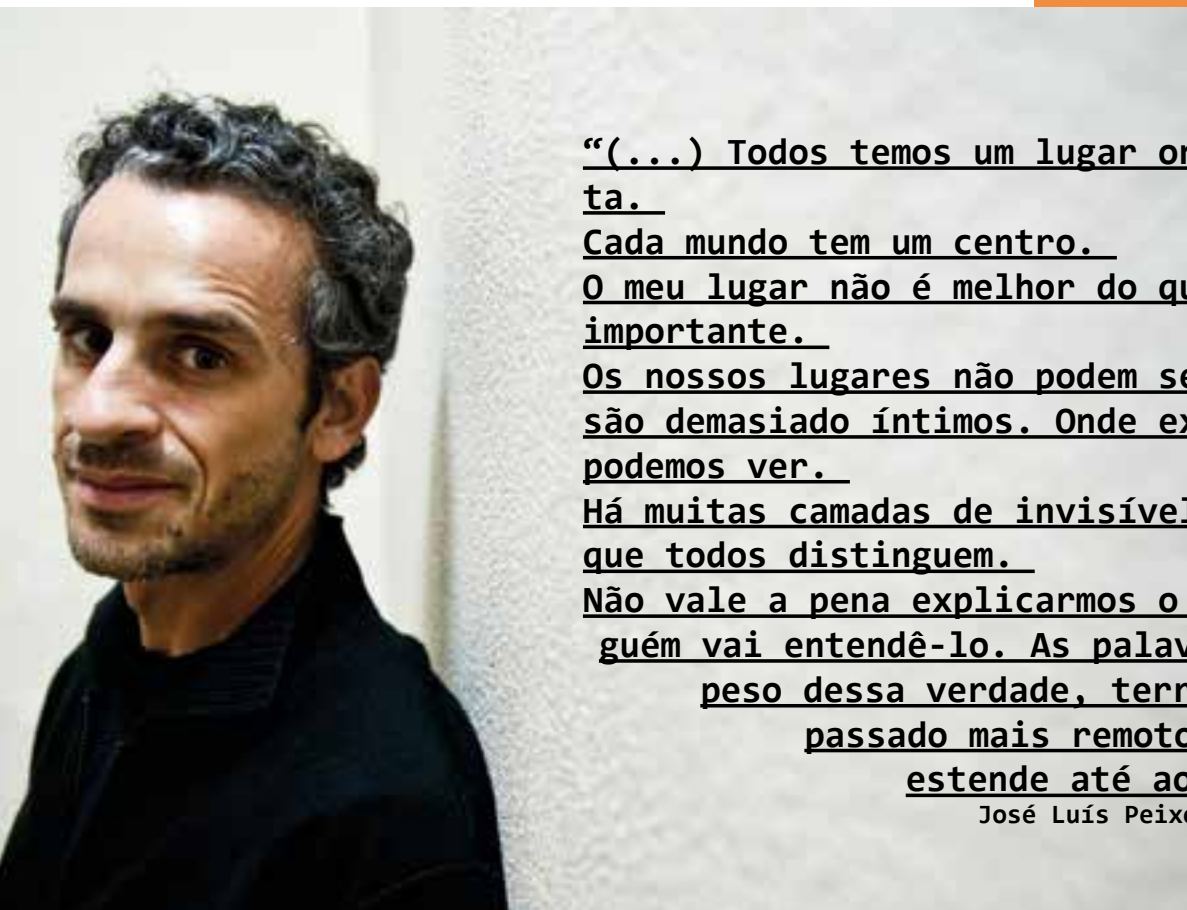 “(...) Todos temos um lugar or
ta.
Cada mundo tem um centro.
O meu lugar não é melhor do qu
importante.
Os nossos lugares não podem se
são demasiado íntimos. Onde ex
podemos ver.
Há muitas camadas de invisível
que todos distinguem.
Não vale a pena explicarmos o
guém vai entendê-lo. As palav
peso dessa verdade, terr
passado mais remoto
estende até ao
José Luís Peixo